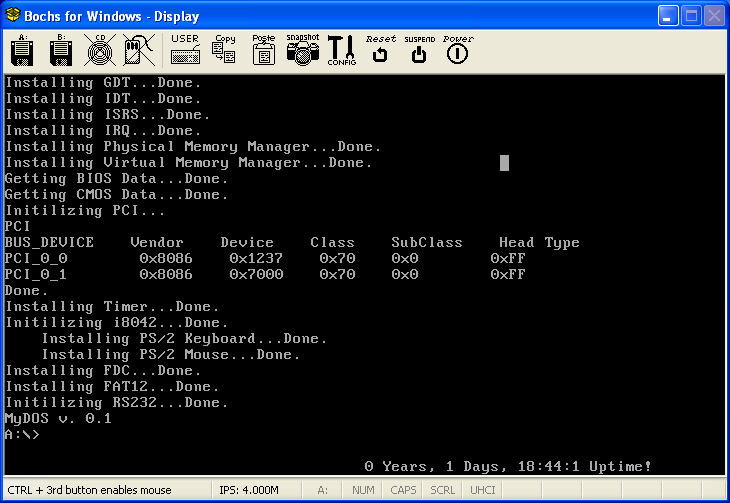 Bochs for Windows - Display
A: B: CD USER Copy Paste Snapshot CONFIG Reset SUSPEND Power
Installing GDT...Done.
Installing IDT...Done.
Installing ISRS...Done.
Installing IRQ...Done.
Installing Physical Memory Manager...Done.
Installing Virtual Memory Manager...Done.
Getting BIOS Data...Done.
Getting CMOS Data...Done.
Initilizing PCI...
PCI
BUS_DEVICE Vendor Device Class SubClass Head Type
PCI_0_0 0x8086 0x1237 0x70 0x0 0xFF
PCI_0_1 0x8086 0x7000 0x70 0x0 0xFF
Done.
Installing Timer...Done.
Initilizing i8042...Done.
Installing PS/2 Keyboard...Done.
Installing PS/2 Mouse...Done.
Installing FDC...Done.
Installing FAT12...Done.
Initilizing RS232...Done.
MyDOS v. 0.1
A:\>
0 Years, 1 Days, 18:44:1 Uptime!
CTRL + 3rd button enables mouse IPS: 4.000M A: NUM CAPS SCRL UHCI